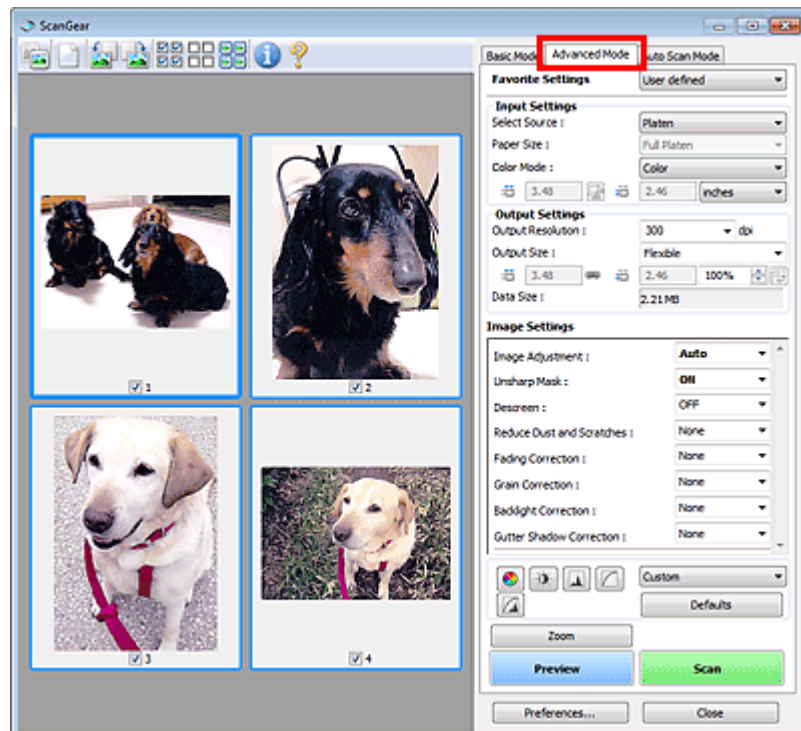 ScanGear
Basic Mode Advanced Mode Auto Scan Mode
Favorite Settings User defined
Input Settings
Select Source : Platen
Paper Size : Full Platen
Color Mode : Color
3.48 2.46 inches
Output Settings
Output Resolution : 300 dpi
Output Size : Flexible
3.48 2.46 100%
Data Size : 2.21 MB
Image Settings
Image Adjustment : Auto
Unsharp Mask : ON
Descreen : OFF
Reduce Dust and Scratches : None
Fading Correction : None
Grain Correction : None
Backlight Correction : None
Gutter Shadow Correction : None
Custom
Defaults
Zoom
Preview Scan
Preferences... Close
1
2
3
4